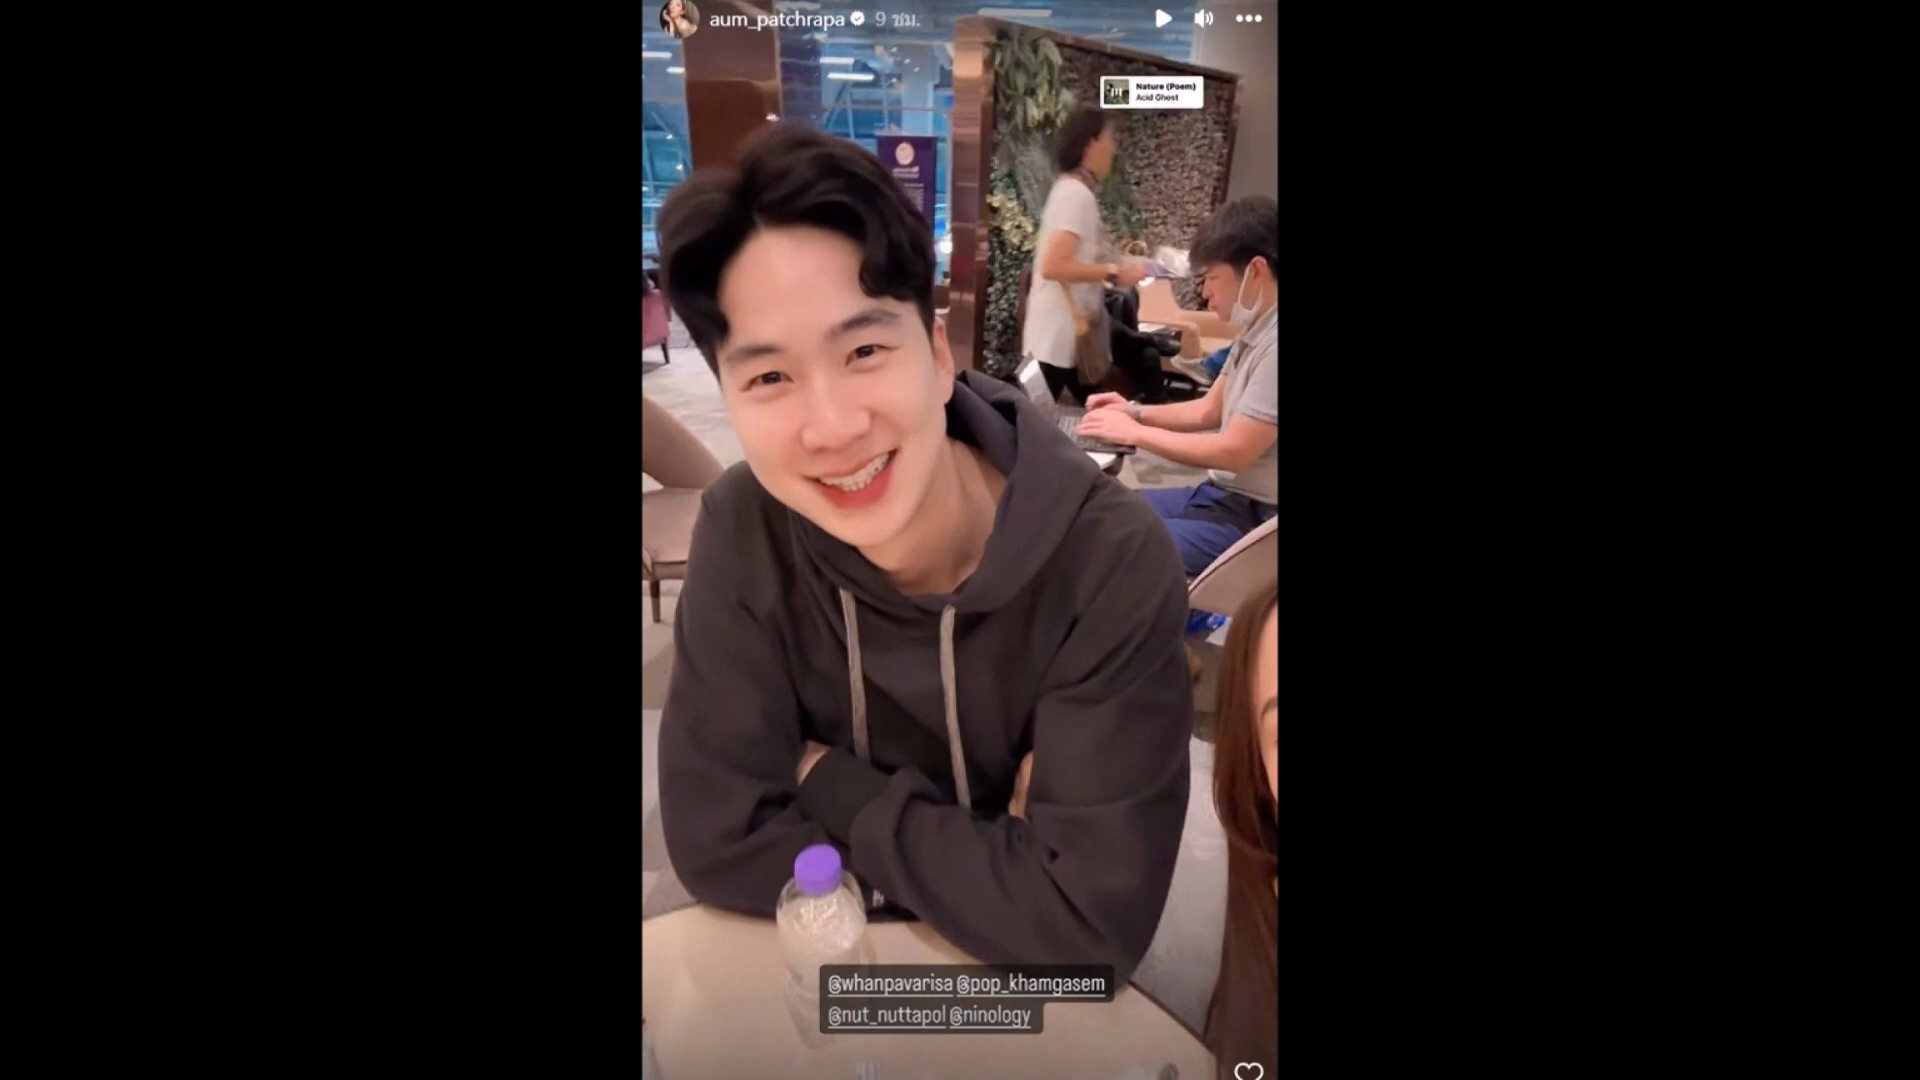 aum_patchrapa 9 ชม.
Nature (Poem)
Acid Ghost
@whanpavarisa @pop_khamgasem
@nut_nuttapol @ninology